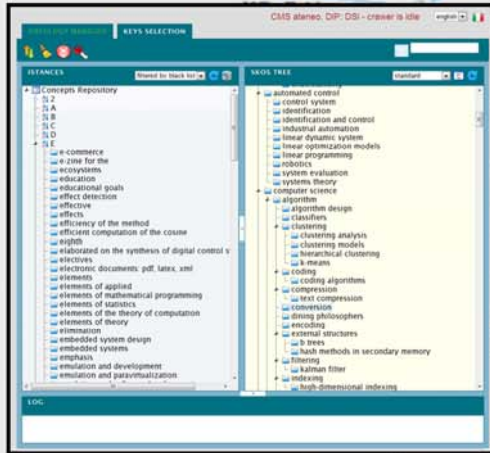 CMS ateneo, DIP: DSI - crawer is idle
english
ONTOLOGY MANAGER
KEYS SELECTION
ISTANCES
filtered by black list
Concepts Repository
2
A
B
C
D
E
e-commerce
e-zine for the
ecosystems
education
educational goals
effect detection
effective
effects
efficiency of the method
efficient computation of the cosine
eighth
elaborated on the synthesis of digital control s
electives
electronic documents: pdf, latex, xml
elements
elements of applied
elements of mathematical programming
elements of statistics
elements of the theory of computation
elements of theory
elimination
embedded system design
embedded systems
emphasis
emulation and development
emulation and paravirtualization
SKOS TREE
standard
automated control
control system
identification
identification and control
industrial automation
linear dynamic system
linear optimization models
linear programming
robotics
system evaluation
systems theory
computer science
algorithm
algorithm design
classifiers
clustering
clustering analysis
clustering models
hierarchical clustering
k-means
coding
coding algorithms
compression
text compression
conversion
dining philosophers
encoding
external structures
b trees
hash methods in secondary memory
filtering
kalman filter
indexing
high-dimensional indexing
LOG